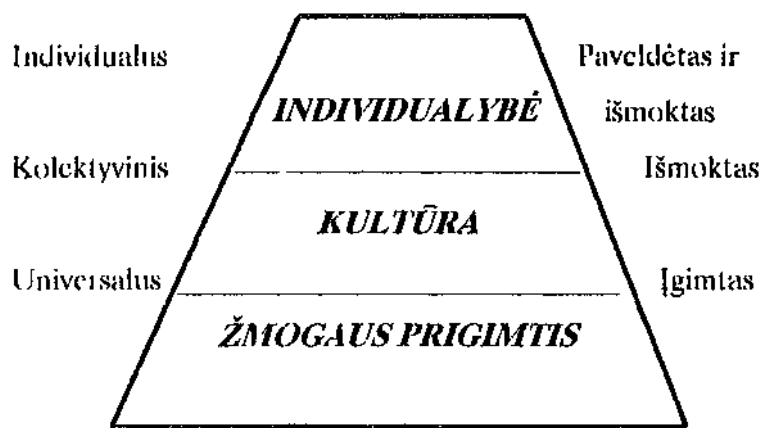 Individualus
Paveldėtas ir
INDIVIDUALYBĖ
išmoktas
Kolektyvinis
Išmoktas
KULTŪRA
Universalus
Įgimtas
ŽMOGAUS PRIGIMTIS